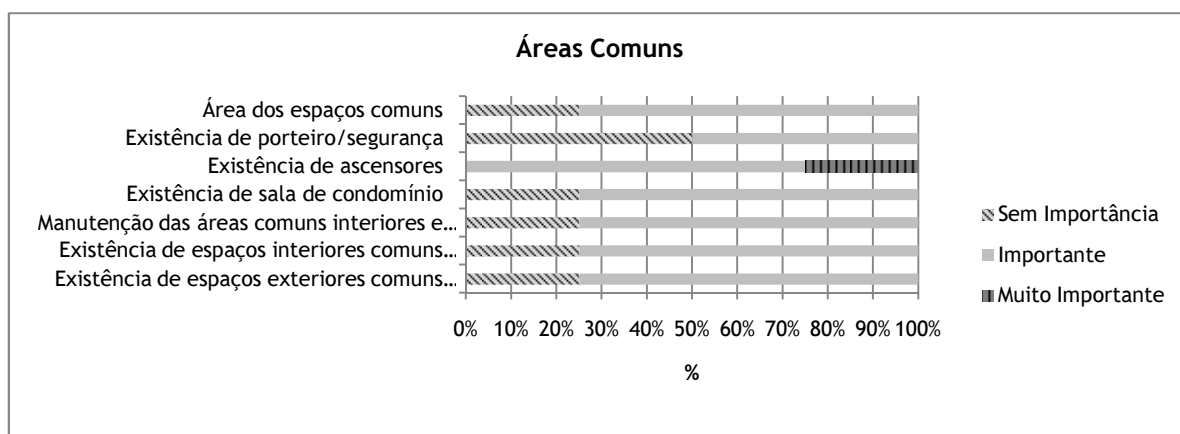 Áreas Comuns
Área dos espaços comuns
Existência de porteiro/segurança
Existência de ascensores
Existência de sala de condomínio
Manutenção das áreas comuns interiores e…
Existência de espaços interiores comuns…
Existência de espaços exteriores comuns…
0% 10% 20% 30% 40% 50% 60% 70% 80% 90% 100%
%
Sem Importância
Importante
Muito Importante